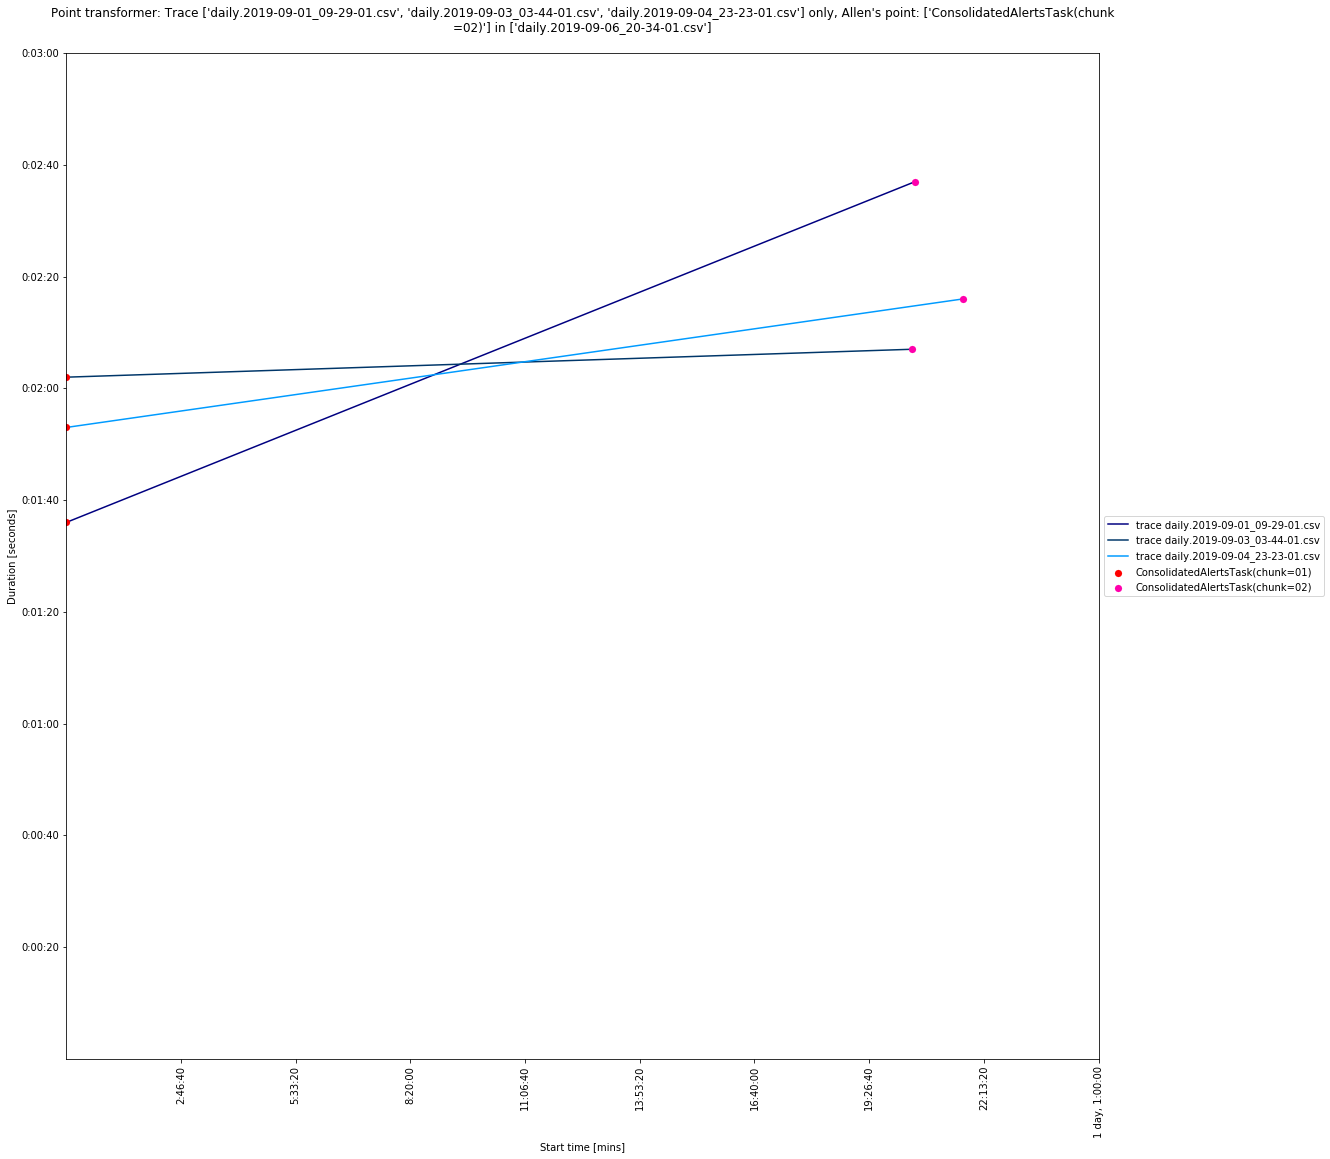 Point transformer: Trace ['daily.2019-09-01_09-29-01.csv', 'daily.2019-09-03_03-44-01.csv', 'daily.2019-09-04_23-23-01.csv'] only, Allen's point: ['ConsolidatedAlertsTask(chunk
=02)'] in ['daily.2019-09-06_20-34-01.csv']
0:03:00
0:02:40
0:02:20
0:02:00
0:01:40
0:01:20
0:01:00
0:00:40
0:00:20
Duration [seconds]
2:46:40
5:33:20
8:20:00
11:06:40
13:53:20
16:40:00
19:26:40
22:13:20
1 day, 1:00:00
Start time [mins]
trace daily.2019-09-01_09-29-01.csv
trace daily.2019-09-03_03-44-01.csv
trace daily.2019-09-04_23-23-01.csv
ConsolidatedAlertsTask(chunk=01)
ConsolidatedAlertsTask(chunk=02)